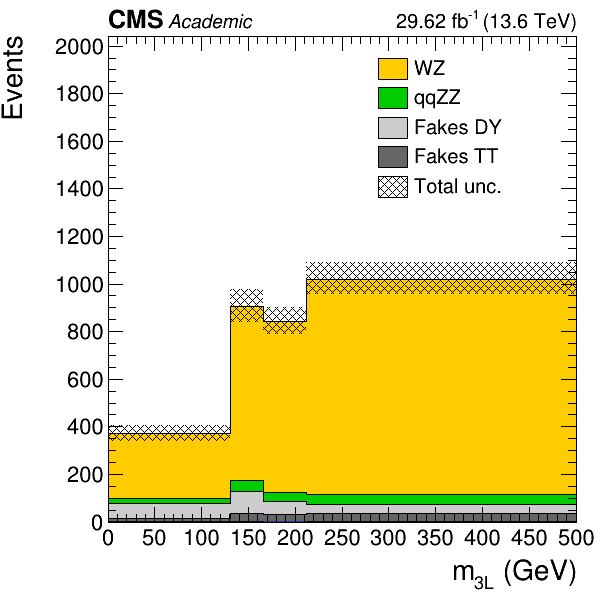 CMS Academic 29.62 fb⁻¹ (13.6 TeV)
Events
2000
1800
1600
1400
1200
1000
800
600
400
200
0
WZ
qqZZ
Fakes DY
Fakes TT
Total unc.
0 50 100 150 200 250 300 350 400 450 500
m₃L (GeV)